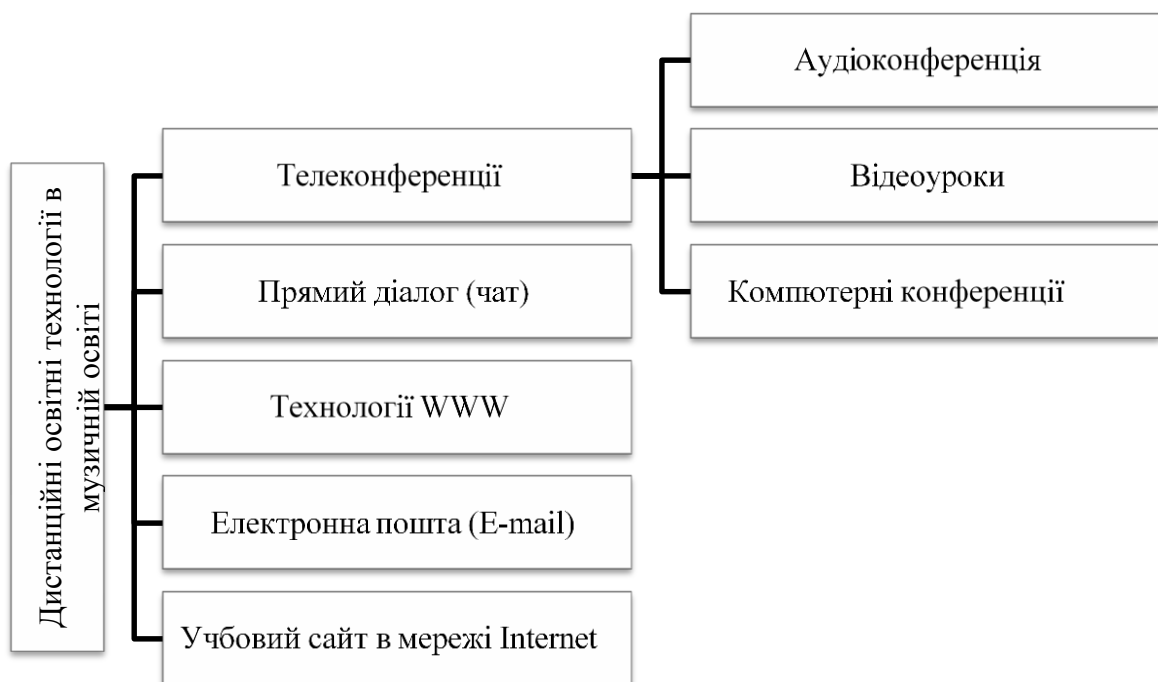 Дистанційні освітні технології в
музичній освіті
Телеконференції
Прямий діалог (чат)
Технології WWW
Електронна пошта (E-mail)
Учбовий сайт в мережі Internet
Аудіоконференція
Відеоуроки
Компютерні конференції